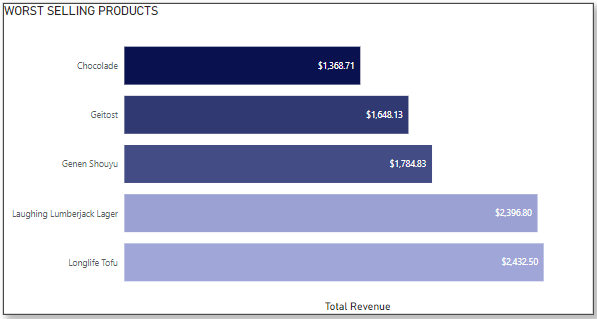 WORST SELLING PRODUCTS
Chocolade $1,368.71
Geitost $1,648.13
Genen Shouyu $1,784.83
Laughing Lumberjack Lager $2,396.80
Longlife Tofu $2,432.50
Total Revenue